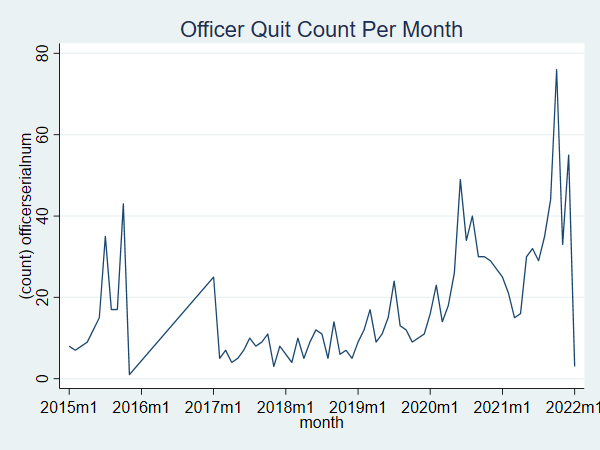 Officer Quit Count Per Month
(count) officerserialnum
80
60
40
20
0
2015m1 2016m1 2017m1 2018m1 2019m1 2020m1 2021m1 2022m1
month